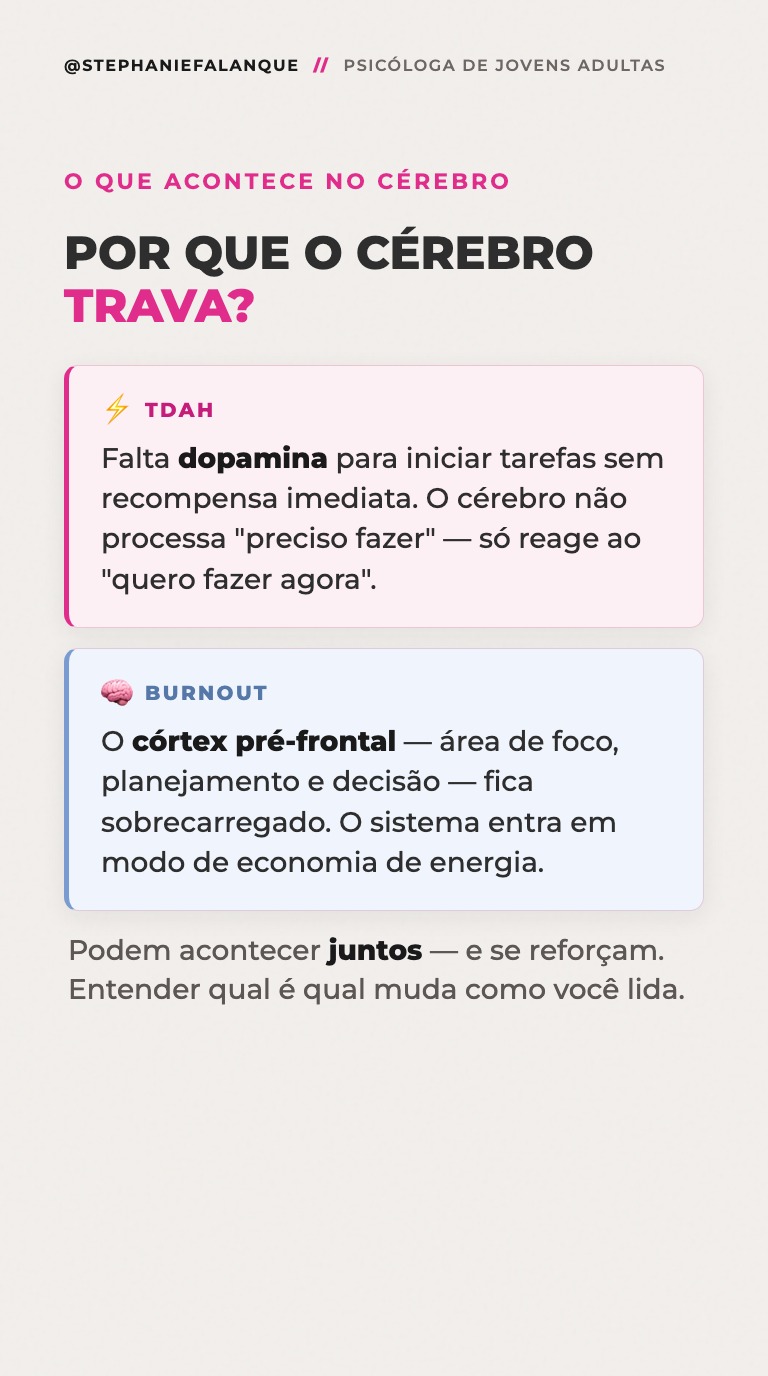 @STEPHANIEFALANQUE // PSICÓLOGA DE JOVENS ADULTAS
O QUE ACONTECE NO CÉREBRO
POR QUE O CÉREBRO
TRAVA?
⚡ TDAH
Falta dopamina para iniciar tarefas sem
recompensa imediata. O cérebro não
processa "preciso fazer" — só reage ao
"quero fazer agora".
🧠 BURNOUT
O córtex pré-frontal — área de foco,
planejamento e decisão — fica
sobrecarregado. O sistema entra em
modo de economia de energia.
Podem acontecer juntos — e se reforçam.
Entender qual é qual muda como você lida.